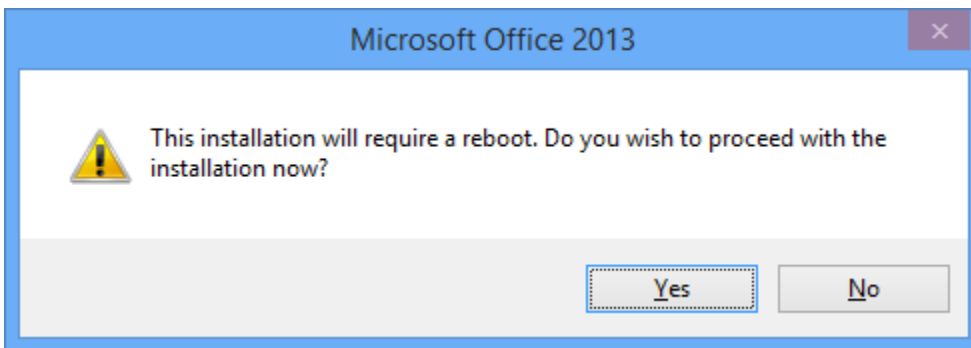 Microsoft Office 2013
This installation will require a reboot. Do you wish to proceed with the
installation now?
Yes No